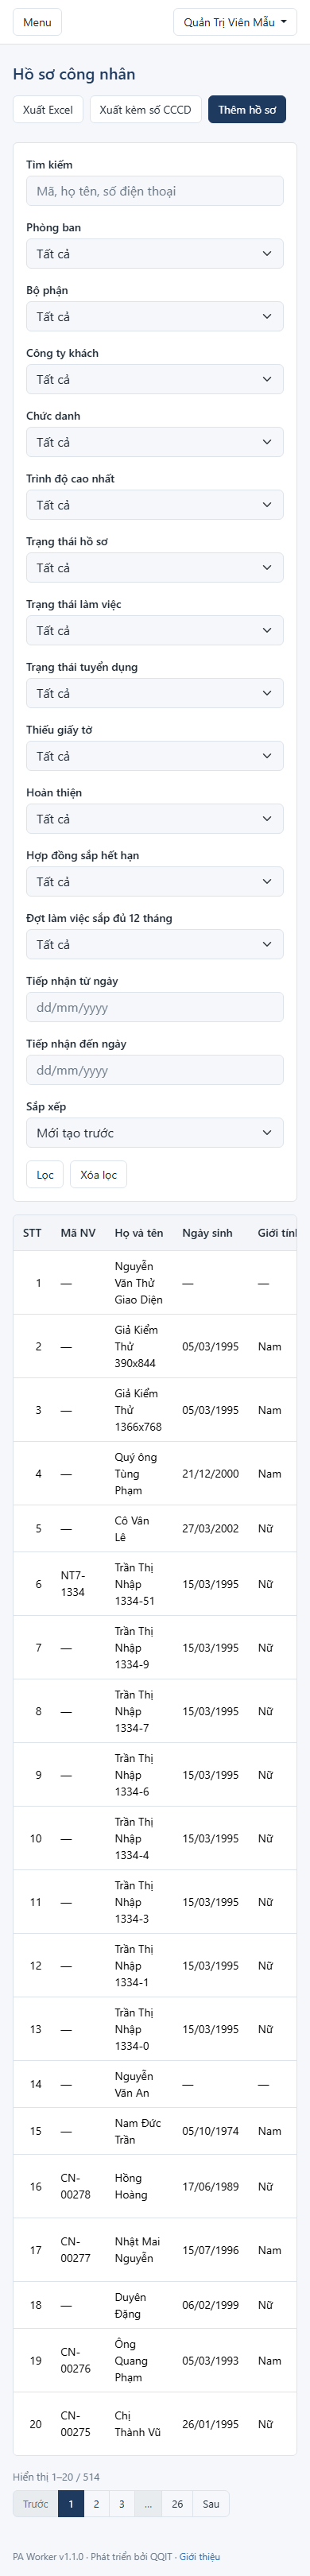 Menu
Quản Trị Viên Mẫu
Hồ sơ công nhân
Xuất Excel
Xuất kèm số CCCD
Thêm hồ sơ
Tìm kiếm
Mã, họ tên, số điện thoại
Phòng ban
Tất cả
Bộ phận
Tất cả
Công ty khách
Tất cả
Chức danh
Tất cả
Trình độ cao nhất
Tất cả
Trạng thái hồ sơ
Tất cả
Trạng thái làm việc
Tất cả
Trạng thái tuyển dụng
Tất cả
Thiếu giấy tờ
Tất cả
Hoàn thiện
Tất cả
Hợp đồng sắp hết hạn
Tất cả
Đợt làm việc sắp đủ 12 tháng
Tất cả
Tiếp nhận từ ngày
dd/mm/yyyy
Tiếp nhận đến ngày
dd/mm/yyyy
Sắp xếp
Mới tạo trước
Lọc
Xóa lọc
STT Mã NV Họ và tên Ngày sinh Giới tính
1 — Nguyễn Văn Thử Giao Diện — —
2 — Giả Kiểm Thử 390x844 05/03/1995 Nam
3 — Giả Kiểm Thử 1366x768 05/03/1995 Nam
4 — Quý ông Tùng Phạm 21/12/2000 Nam
5 — Cô Vân Lê 27/03/2002 Nữ
6 NT7-1334 Trần Thị Nhập 1334-51 15/03/1995 Nữ
7 — Trần Thị Nhập 1334-9 15/03/1995 Nữ
8 — Trần Thị Nhập 1334-7 15/03/1995 Nữ
9 — Trần Thị Nhập 1334-6 15/03/1995 Nữ
10 — Trần Thị Nhập 1334-4 15/03/1995 Nữ
11 — Trần Thị Nhập 1334-3 15/03/1995 Nữ
12 — Trần Thị Nhập 1334-1 15/03/1995 Nữ
13 — Trần Thị Nhập 1334-0 15/03/1995 Nữ
14 — Nguyễn Văn An — —
15 — Nam Đức Trần 05/10/1974 Nam
16 CN-00278 Hồng Hoàng 17/06/1989 Nữ
17 CN-00277 Nhật Mai Nguyễn 15/07/1996 Nam
18 — Duyên Đặng 06/02/1999 Nữ
19 CN-00276 Ông Quang Phạm 05/03/1993 Nam
20 CN-00275 Chị Thành Vũ 26/01/1995 Nữ
Hiển thị 1–20 / 514
Trước 1 2 3 … 26 Sau
PA Worker v1.1.0 · Phát triển bởi QQIT · Giới thiệu